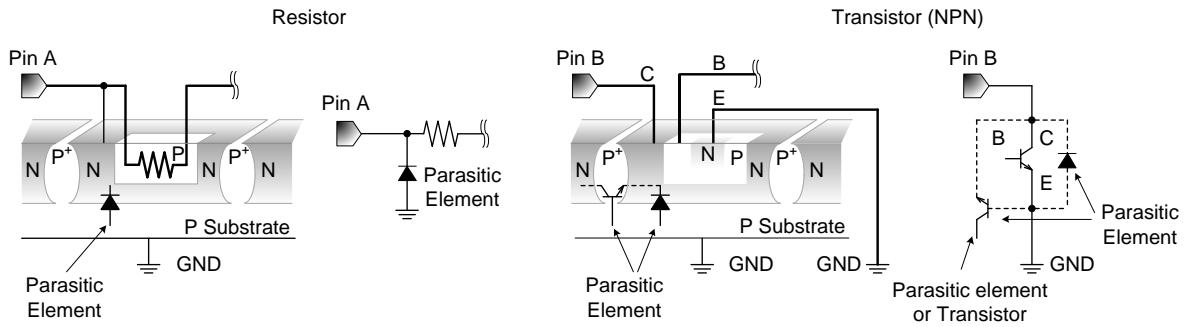 Resistor
Transistor (NPN)
Pin A
P
N
P+
N
N
P+
N
P Substrate
GND
Parasitic
Element
Pin A
Parasitic
Element
Pin B
C
B
E
N
P+
N
N
P
N
P+
N
P Substrate
GND
GND
Parasitic
Element
Pin B
B
C
E
Parasitic
Element
GND
Parasitic element
or Transistor